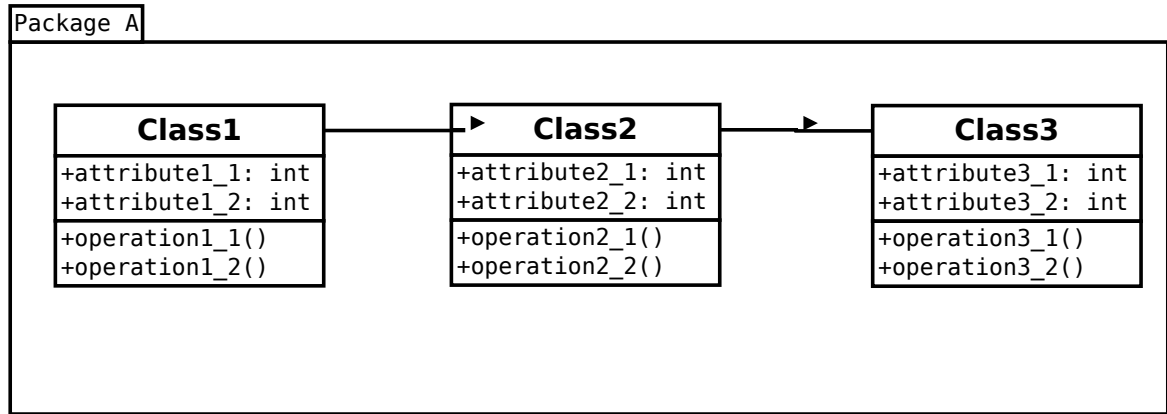 Package A
Class1
+attribute1_1: int
+attribute1_2: int
+operation1_1()
+operation1_2()
Class2
+attribute2_1: int
+attribute2_2: int
+operation2_1()
+operation2_2()
Class3
+attribute3_1: int
+attribute3_2: int
+operation3_1()
+operation3_2()